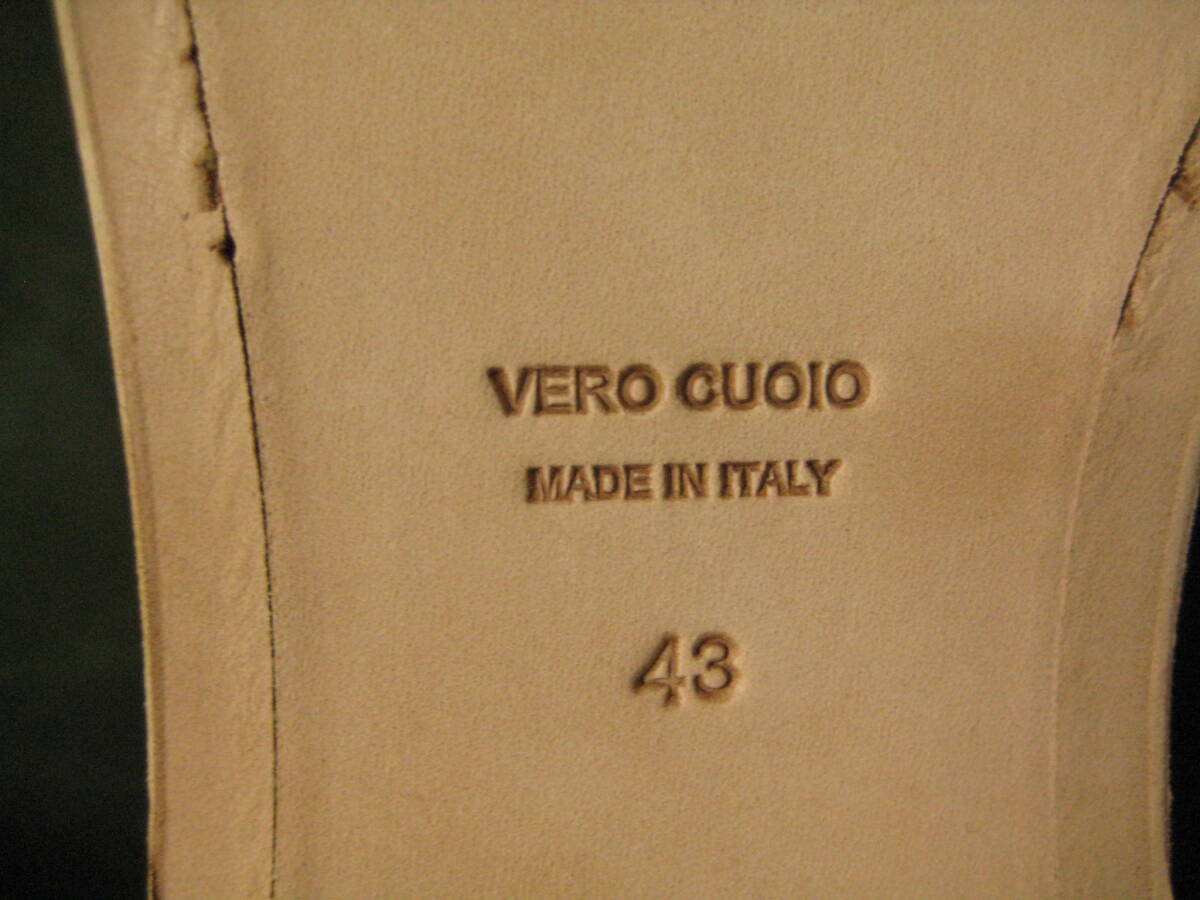 VERO CUOIO
MADE IN ITALY
43